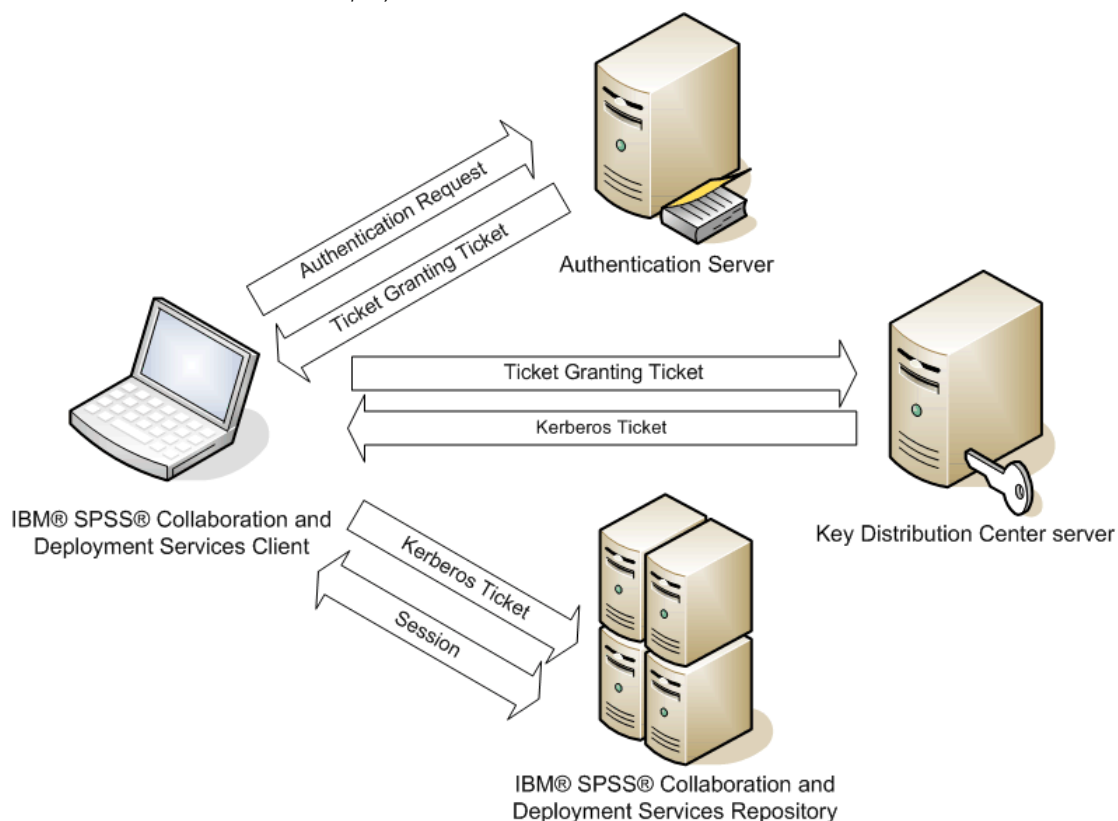 Authentication Request
Ticket Granting Ticket
Authentication Server
Ticket Granting Ticket
Kerberos Ticket
IBM® SPSS® Collaboration and
Deployment Services Client
Key Distribution Center server
Kerberos Ticket
Session
IBM® SPSS® Collaboration and
Deployment Services Repository